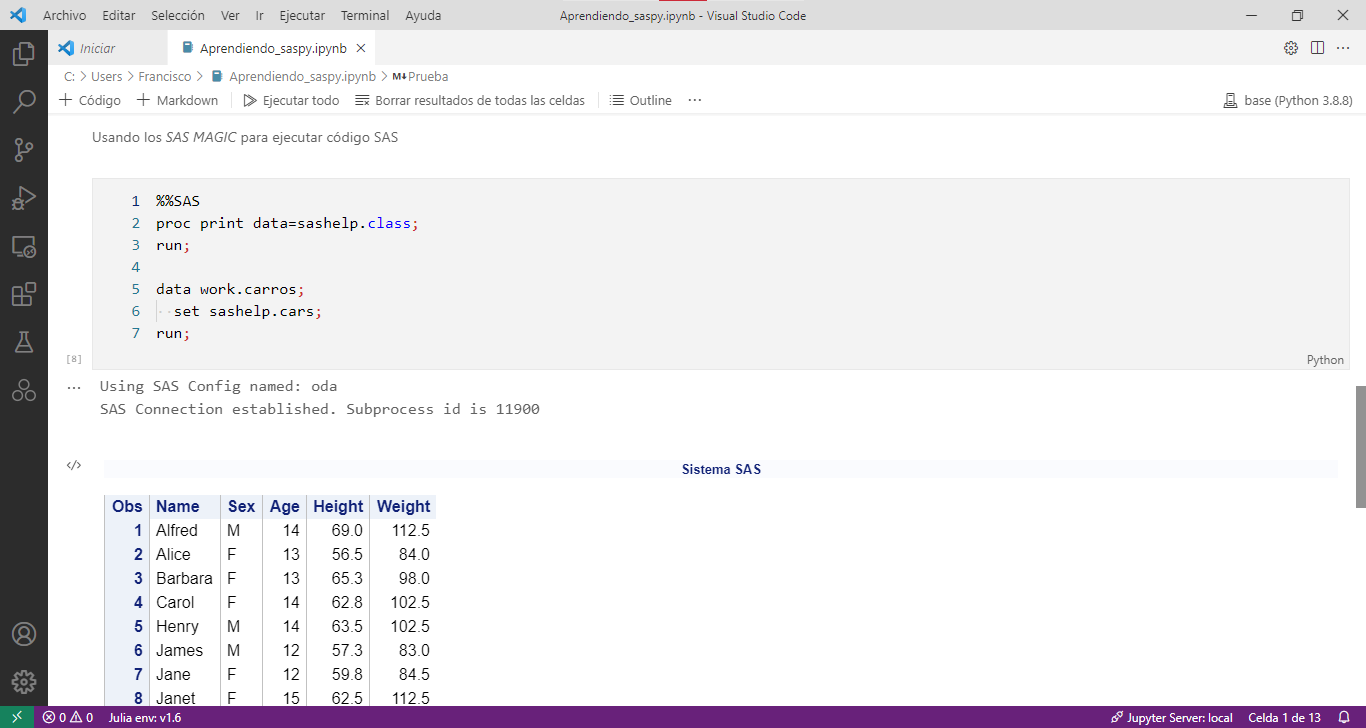 Archivo Editar Selección Ver Ir Ejecutar Terminal Ayuda Aprendiendo_saspy.ipynb - Visual Studio Code
Iniciar Aprendiendo_saspy.ipynb
C: > Users > Francisco > Aprendiendo_saspy.ipynb > M↓Prueba
+ Código + Markdown Ejecutar todo Borrar resultados de todas las celdas Outline ... base (Python 3.8.8)
Usando los SAS MAGIC para ejecutar código SAS
1 %%SAS
2 proc print data=sashelp.class;
3 run;
4
5 data work.carros;
6 ··set sashelp.cars;
7 run;
[8] Python
... Using SAS Config named: oda
SAS Connection established. Subprocess id is 11900
</> Sistema SAS
Obs Name Sex Age Height Weight
1 Alfred M 14 69.0 112.5
2 Alice F 13 56.5 84.0
3 Barbara F 13 65.3 98.0
4 Carol F 14 62.8 102.5
5 Henry M 14 63.5 102.5
6 James M 12 57.3 83.0
7 Jane F 12 59.8 84.5
8 Janet F 15 62.5 112.5
0 0 Julia env: v1.6 Jupyter Server: local Celda 1 de 13